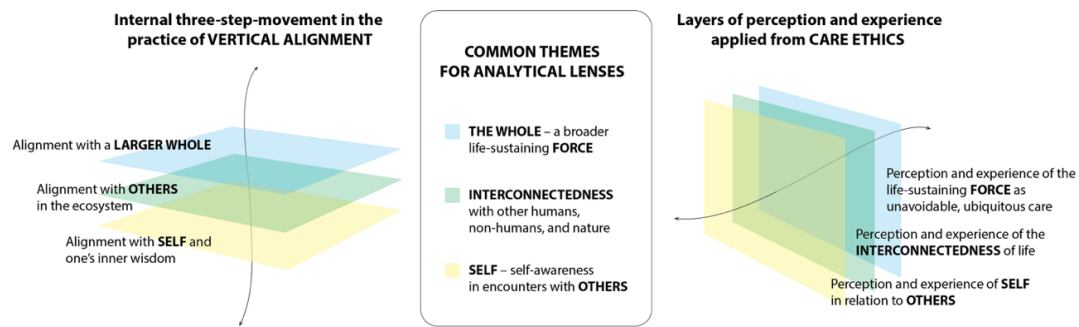 Internal three-step-movement in the
practice of VERTICAL ALIGNMENT
Alignment with a LARGER WHOLE
Alignment with OTHERS
in the ecosystem
Alignment with SELF and
one's inner wisdom
COMMON THEMES
FOR ANALYTICAL LENSES
THE WHOLE – a broader
life-sustaining FORCE
INTERCONNECTEDNESS
with other humans,
non-humans, and nature
SELF – self-awareness
in encounters with OTHERS
Layers of perception and experience
applied from CARE ETHICS
Perception and experience of the
life-sustaining FORCE as
unavoidable, ubiquitous care
Perception and experience of the
INTERCONNECTEDNESS of life
Perception and experience of SELF
in relation to OTHERS